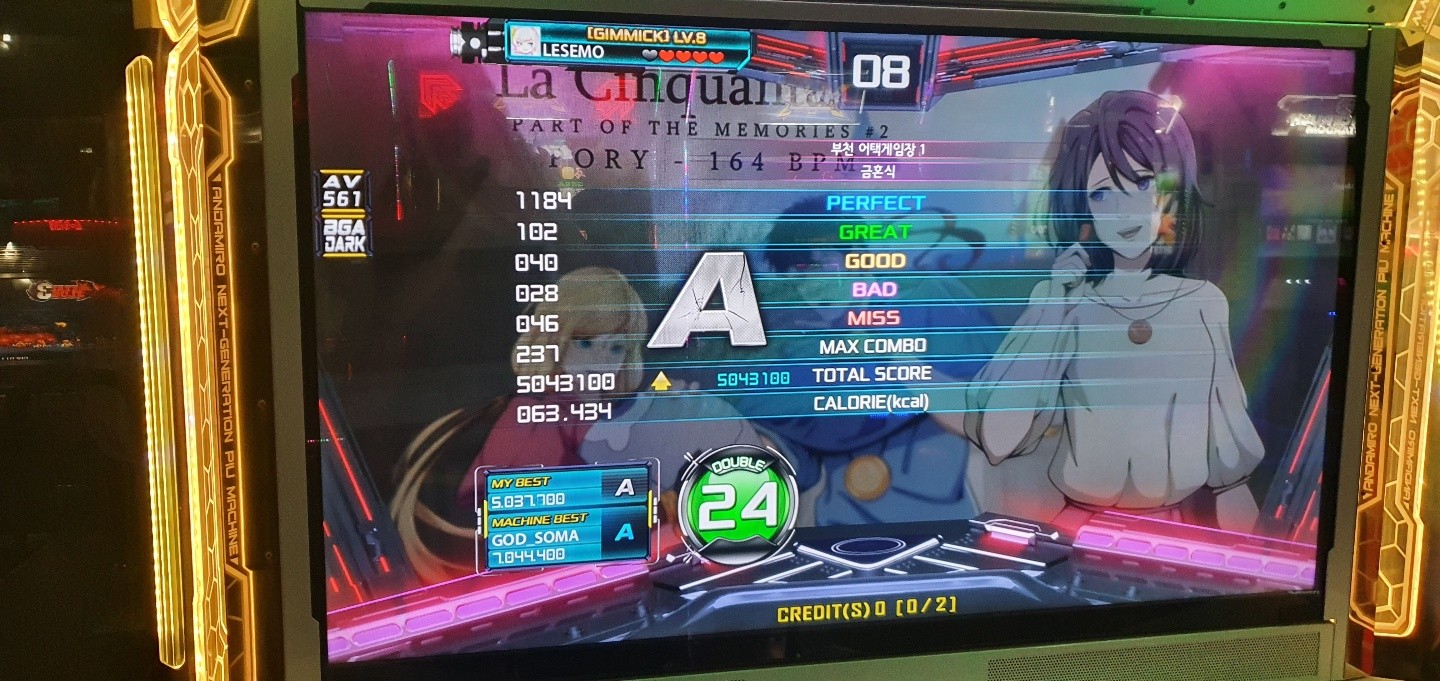 [GIMMICK] LV.8
LESEMO
08
La Cinquan
PART OF THE MEMORIES #2
부천 어택게임장 1
FORY - 164 BPM
금혼식
AV
561
BGA
DARK
1184 PERFECT
102 GREAT
040 GOOD
028 BAD
046 MISS
237 MAX COMBO
5043100 5043100 TOTAL SCORE
063.434 CALORIE(kcal)
A
MY BEST
5.037.700 A
MACHINE BEST
GOD_SOMA
7.044.400 A
DOUBLE
24
CREDIT(S) 0 [0/2]
ANDAMIRO NEXT-GENERATION PIU MACHINE
ANDAMIRO NEXT-GENERATION PIU MACHINE